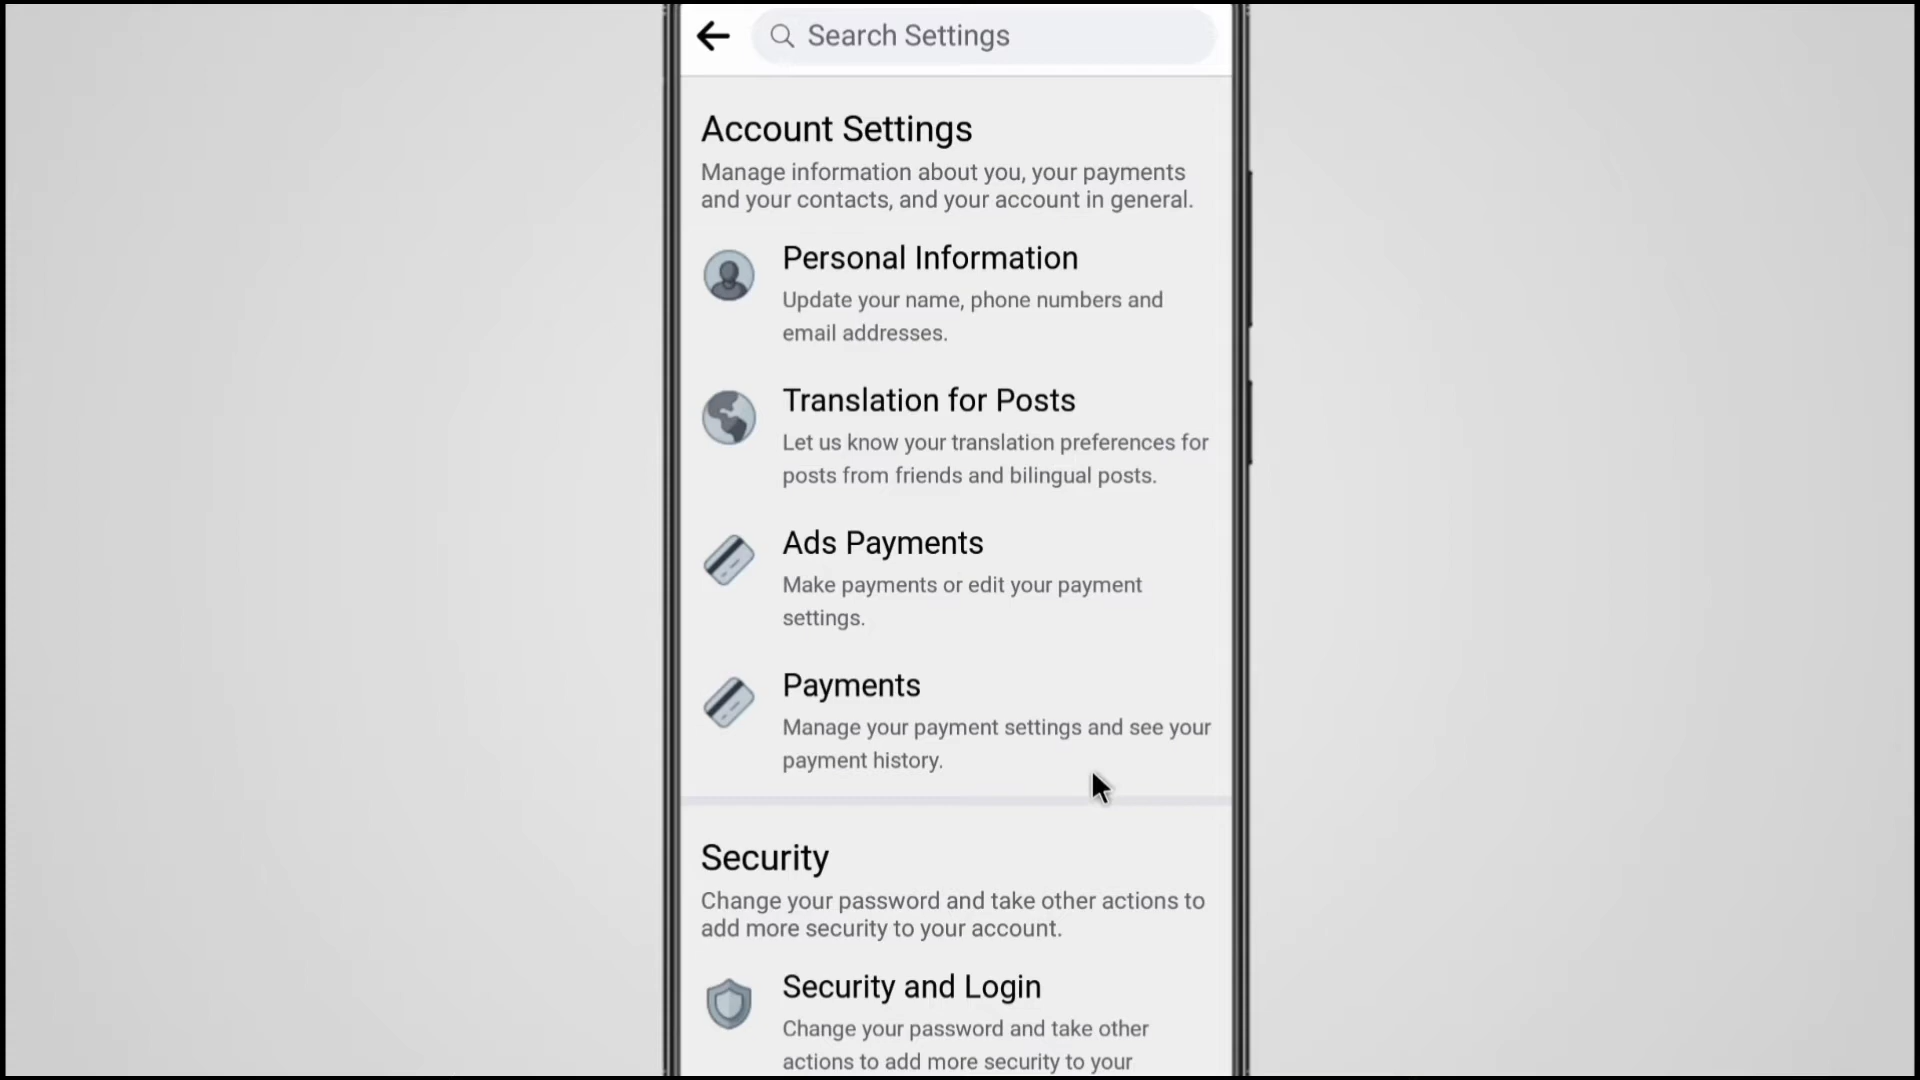 Search Settings
Account Settings
Manage information about you, your payments
and your contacts, and your account in general.
Personal Information
Update your name, phone numbers and
email addresses.
Translation for Posts
Let us know your translation preferences for
posts from friends and bilingual posts.
Ads Payments
Make payments or edit your payment
settings.
Payments
Manage your payment settings and see your
payment history.
Security
Change your password and take other actions to
add more security to your account.
Security and Login
Change your password and take other
actions to add more security to your